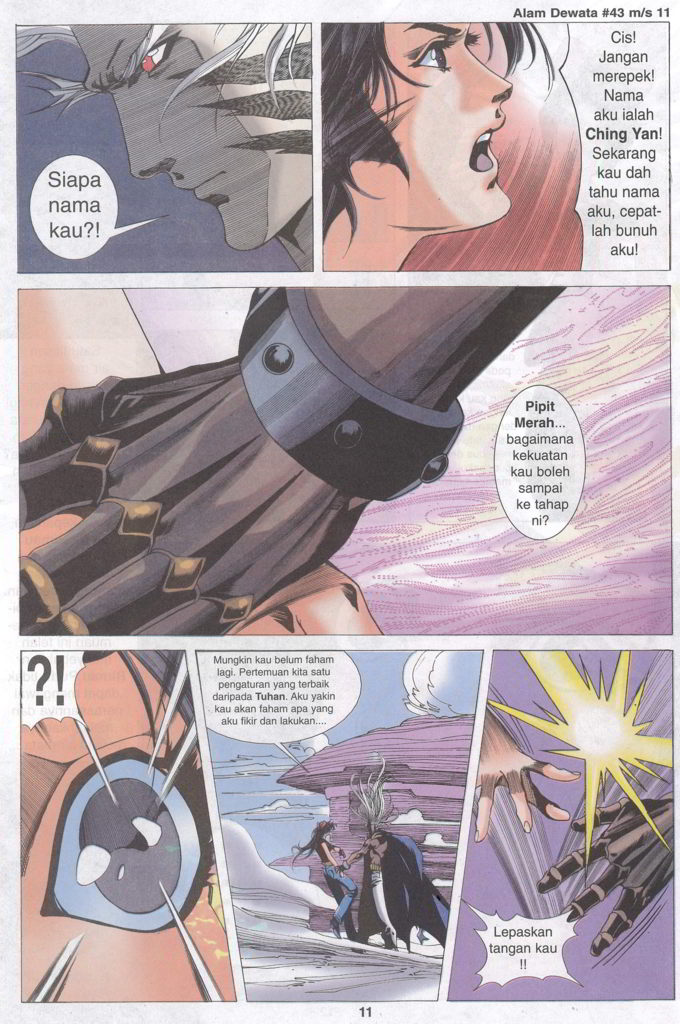 Alam Dewata #43 m/s 11
Siapa
nama
kau?!
Cis!
Jangan
merepek!
Nama
aku ialah
Ching Yan!
Sekarang
kau dah
tahu nama
aku, cepat-
lah bunuh
aku!
Pipit
Merah...
bagaimana
kekuatan
kau boleh
sampai
ke tahap
ni?
?!
Mungkin kau belum faham
lagi. Pertemuan kita satu
pengaturan yang terbaik
daripada Tuhan. Aku yakin
kau akan faham apa yang
aku fikir dan lakukan....
Lepaskan
tangan kau
!!
11